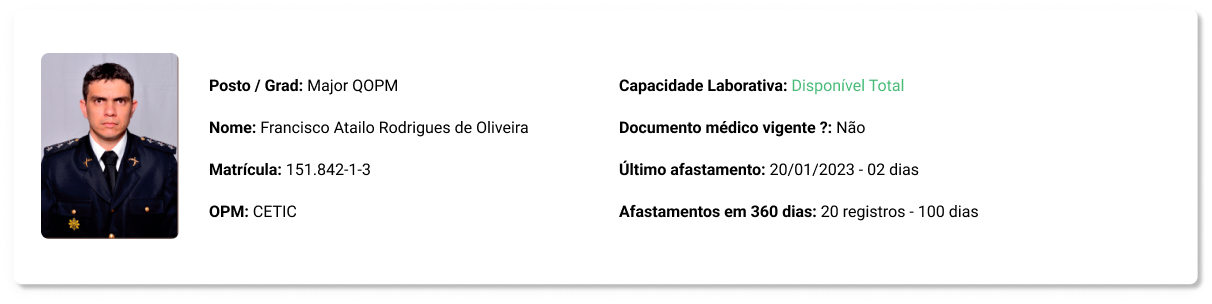 Posto / Grad: Major QOPM
Nome: Francisco Atailo Rodrigues de Oliveira
Matrícula: 151.842-1-3
OPM: CETIC
Capacidade Laborativa: Disponível Total
Documento médico vigente ?: Não
Último afastamento: 20/01/2023 - 02 dias
Afastamentos em 360 dias: 20 registros - 100 dias